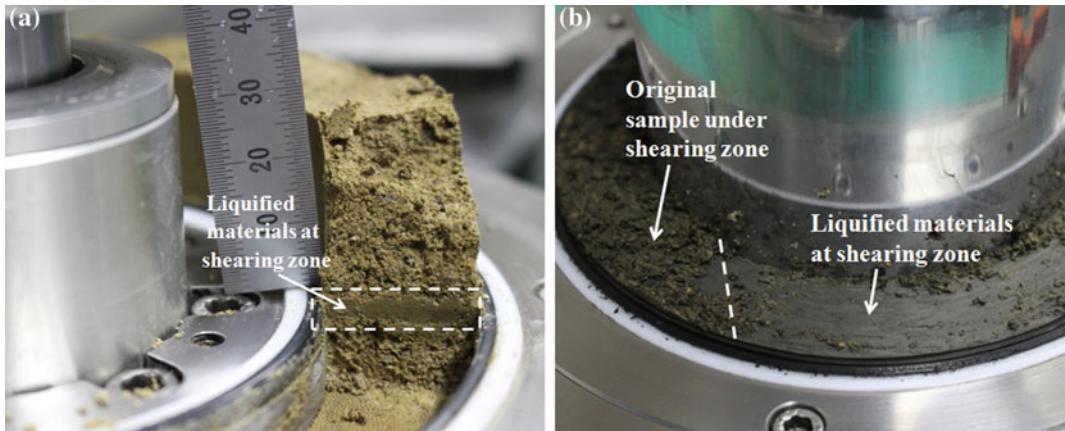 (a)
40
30
20
Liquified
materials at
shearing zone
(b)
Original
sample under
shearing zone
Liquified materials
at shearing zone